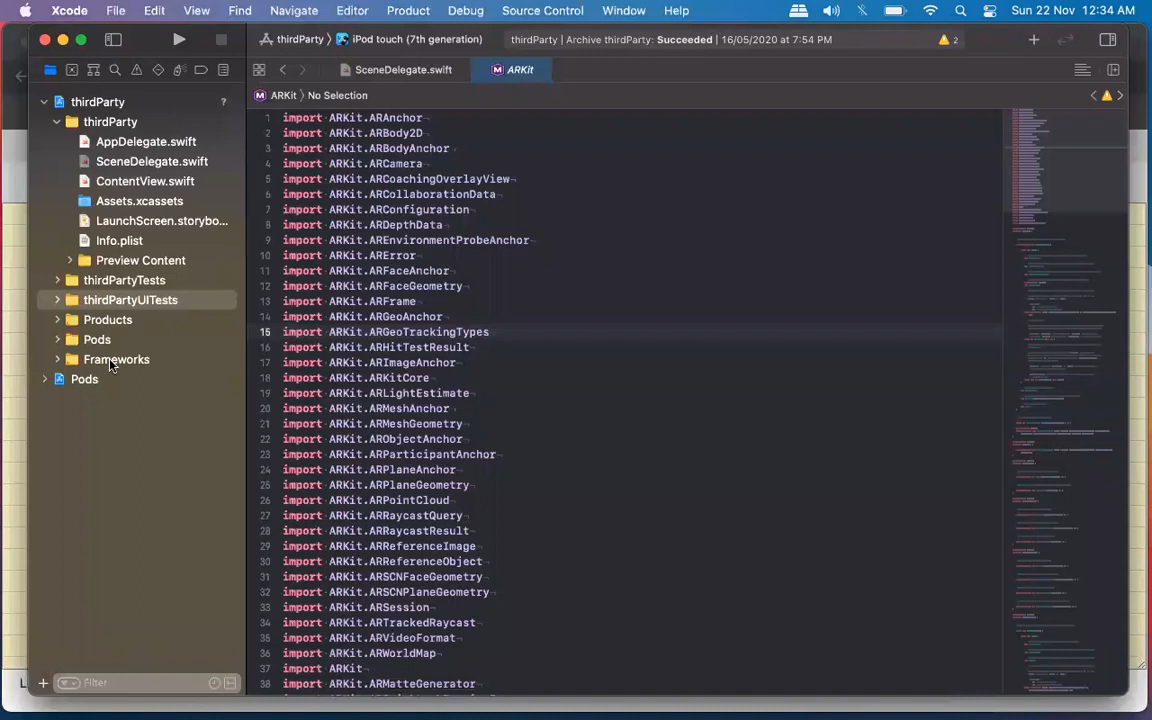 Xcode File Edit View Find Navigate Editor Product Debug Source Control Window Help Sun 22 Nov 12:34 AM
thirdParty iPod touch (7th generation) thirdParty | Archive thirdParty: Succeeded | 16/05/2020 at 7:54 PM 2
SceneDelegate.swift ARKit
ARKit No Selection
thirdParty ?
thirdParty
AppDelegate.swift
SceneDelegate.swift
ContentView.swift
Assets.xcassets
LaunchScreen.storybo...
Info.plist
Preview Content
thirdPartyTests
thirdPartyUITests
Products
Pods
Frameworks
Pods
Filter
1 import ARKit.ARAnchor
2 import ARKit.ARBody2D
3 import ARKit.ARBodyAnchor
4 import ARKit.ARCamera
5 import ARKit.ARCoachingOverlayView
6 import ARKit.ARCollaborationData
7 import ARKit.ARConfiguration
8 import ARKit.ARDepthData
9 import ARKit.AREnvironmentProbeAnchor
10 import ARKit.ARError
11 import ARKit.ARFaceAnchor
12 import ARKit.ARFaceGeometry
13 import ARKit.ARFrame
14 import ARKit.ARGeoAnchor
15 import ARKit.ARGeoTrackingTypes
16 import ARKit.ARHitTestResult
17 import ARKit.ARImageAnchor
18 import ARKit.ARKitCore
19 import ARKit.ARLightEstimate
20 import ARKit.ARMeshAnchor
21 import ARKit.ARMeshGeometry
22 import ARKit.ARObjectAnchor
23 import ARKit.ARParticipantAnchor
24 import ARKit.ARPlaneAnchor
25 import ARKit.ARPlaneGeometry
26 import ARKit.ARPointCloud
27 import ARKit.ARRaycastQuery
28 import ARKit.ARRaycastResult
29 import ARKit.ARReferenceImage
30 import ARKit.ARReferenceObject
31 import ARKit.ARSCNFaceGeometry
32 import ARKit.ARSCNPlaneGeometry
33 import ARKit.ARSession
34 import ARKit.ARTrackedRaycast
35 import ARKit.ARVideoFormat
36 import ARKit.ARWorldMap
37 import ARKit
38 import ARKit.ARMatteGenerator